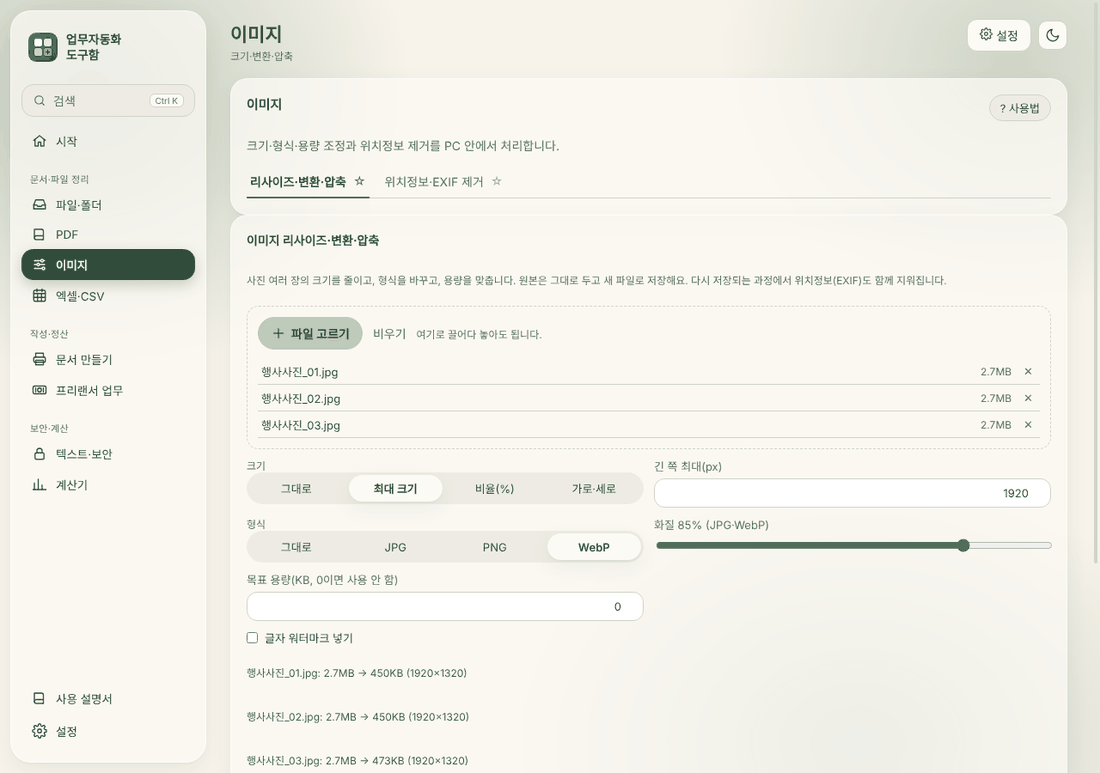 업무자동화
도구함
검색 Ctrl K
시작
문서·파일 정리
파일·폴더
PDF
이미지
엑셀·CSV
작성·정산
문서 만들기
프리랜서 업무
보안·계산
텍스트·보안
계산기
사용 설명서
설정
이미지
크기·변환·압축
설정
이미지
? 사용법
크기·형식·용량 조정과 위치정보 제거를 PC 안에서 처리합니다.
리사이즈·변환·압축 ☆ 위치정보·EXIF 제거 ☆
이미지 리사이즈·변환·압축
사진 여러 장의 크기를 줄이고, 형식을 바꾸고, 용량을 맞춥니다. 원본은 그대로 두고 새 파일로 저장해요. 다시 저장되는 과정에서 위치정보(EXIF)도 함께 지워집니다.
+ 파일 고르기 비우기 여기로 끌어다 놓아도 됩니다.
행사사진_01.jpg 2.7MB ×
행사사진_02.jpg 2.7MB ×
행사사진_03.jpg 2.7MB ×
크기
그대로 최대 크기 비율(%) 가로·세로
긴 쪽 최대(px)
1920
형식
그대로 JPG PNG WebP
화질 85% (JPG·WebP)
목표 용량(KB, 0이면 사용 안 함)
0
글자 워터마크 넣기
행사사진_01.jpg: 2.7MB → 450KB (1920×1320)
행사사진_02.jpg: 2.7MB → 450KB (1920×1320)
행사사진_03.jpg: 2.7MB → 473KB (1920×1320)